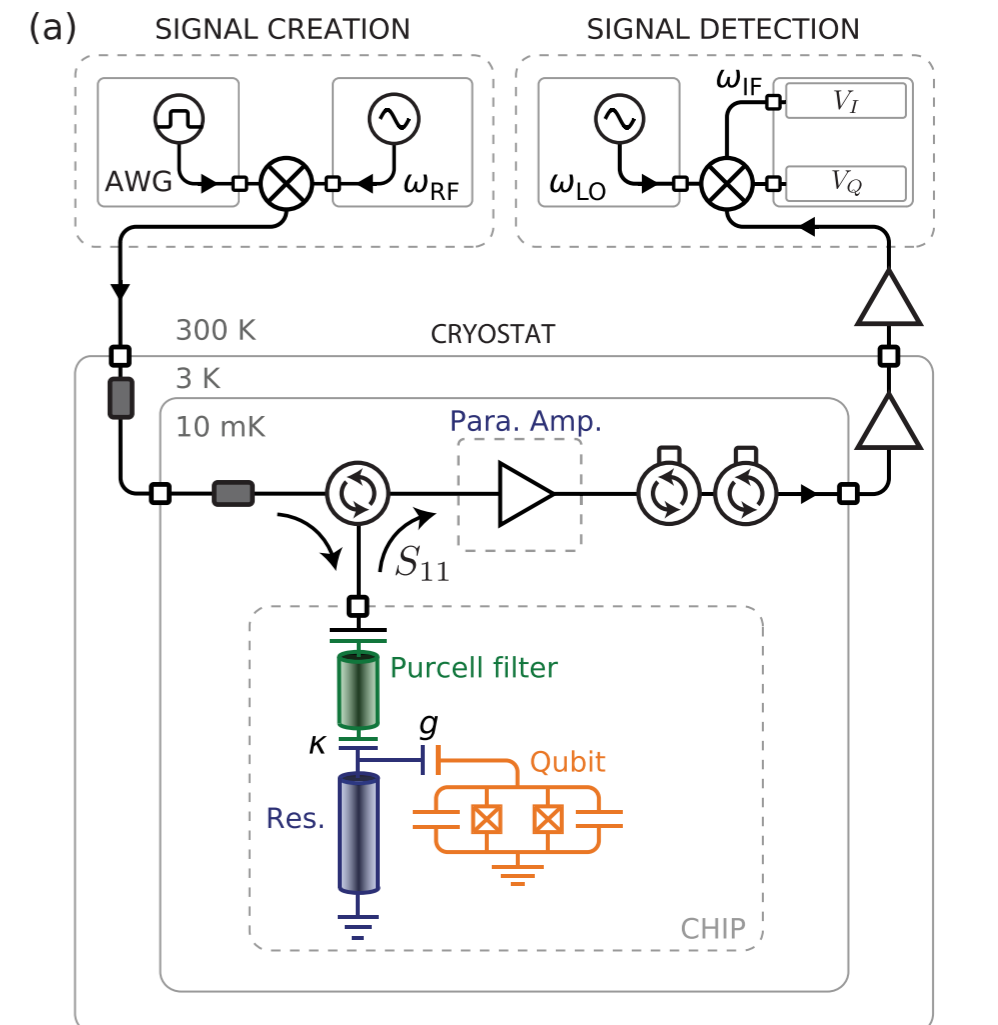 (a)
SIGNAL CREATION
SIGNAL DETECTION
AWG
ω_RF
ω_LO
ω_IF
V_I
V_Q
300 K
CRYOSTAT
3 K
10 mK
Para. Amp.
S_11
Purcell filter
κ
g
Qubit
Res.
CHIP